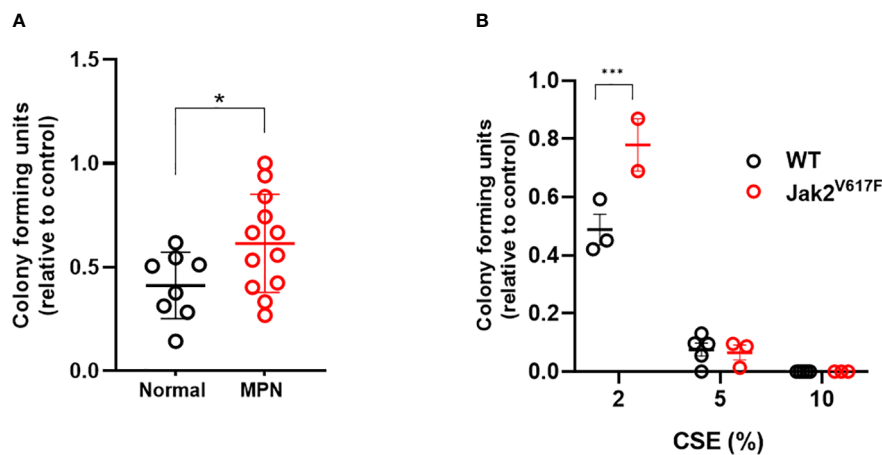 A
Colony forming units
(relative to control)
1.5
1.0
0.5
0.0
*
Normal
MPN
B
Colony forming units
(relative to control)
1.0
0.8
0.6
0.4
0.2
0.0
***
WT
Jak2V617F
2
5
10
CSE (%)